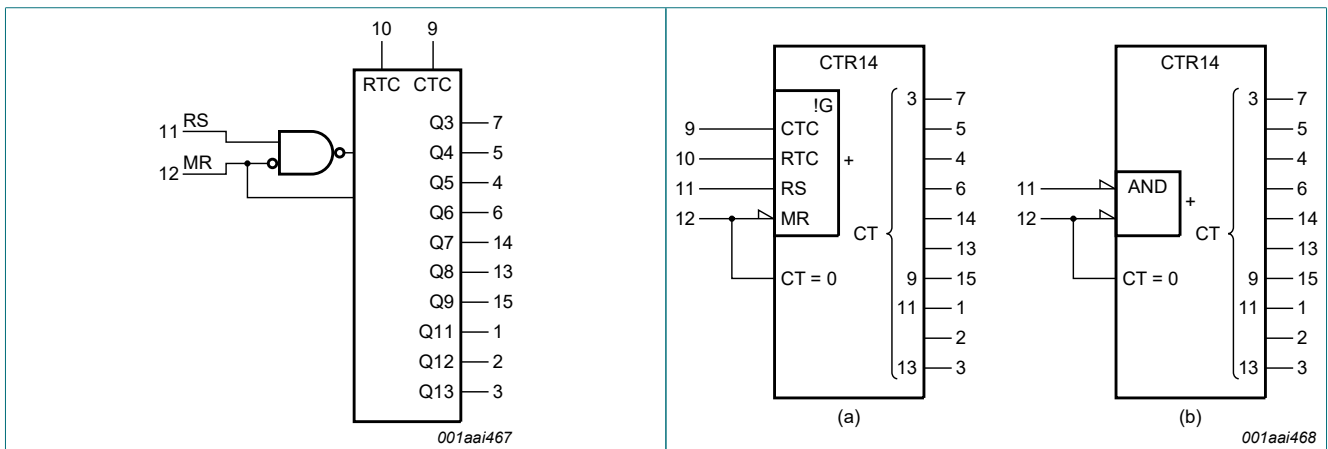 10 9
RTC CTC
11 RS
12 MR
Q3 7
Q4 5
Q5 4
Q6 6
Q7 14
Q8 13
Q9 15
Q11 1
Q12 2
Q13 3
001aai467
CTR14
!G
9 CTC
10 RTC
11 RS
12 MR
+
CT = 0
CT
3 7
5
4
6
14
13
9 15
11 1
2
13 3
(a)
CTR14
11 AND
12
+
CT = 0
CT
3 7
5
4
6
14
13
9 15
11 1
2
13 3
(b)
001aai468